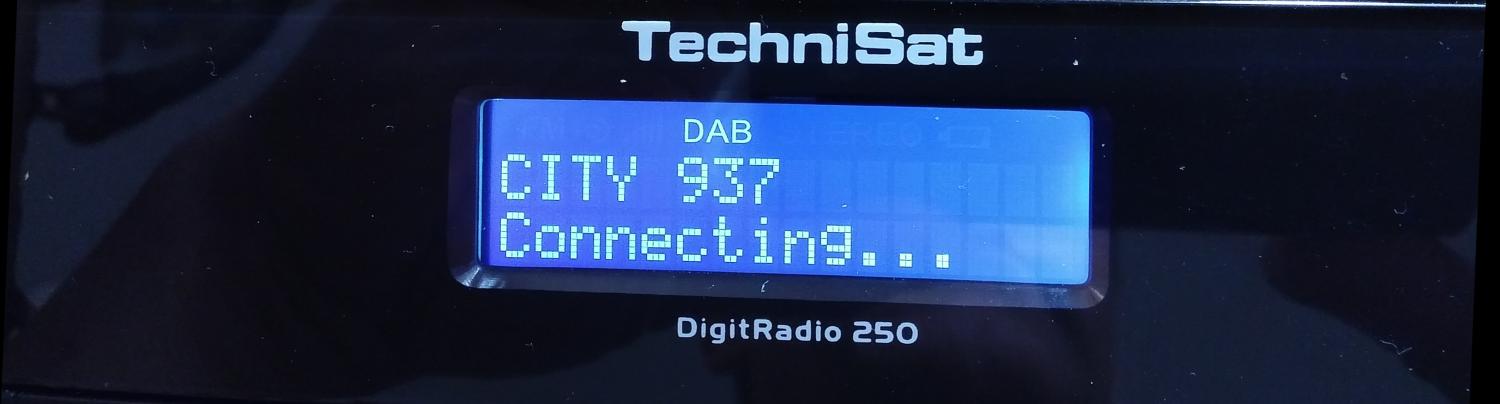 TechniSat
DAB
CITY 937
Connecting...
DigitRadio 250